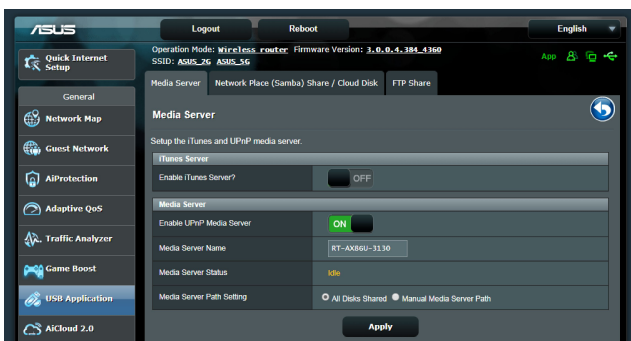 ASUS
Logout
Reboot
English
Quick Internet Setup
Operation Mode: Wireless router Firmware Version: 3.0.0.4.384_4360
SSID: ASUS_2G ASUS_5G
App
General
Network Map
Guest Network
AiProtection
Adaptive QoS
Traffic Analyzer
Game Boost
USB Application
AiCloud 2.0
Media Server
Network Place (Samba) Share / Cloud Disk
FTP Share
Media Server
Setup the iTunes and UPnP media server.
iTunes Server
Enable iTunes Server?
OFF
Media Server
Enable UPnP Media Server
ON
Media Server Name
RT-AX86U-3130
Media Server Status
Idle
Media Server Path Setting
All Disks Shared Manual Media Server Path
Apply